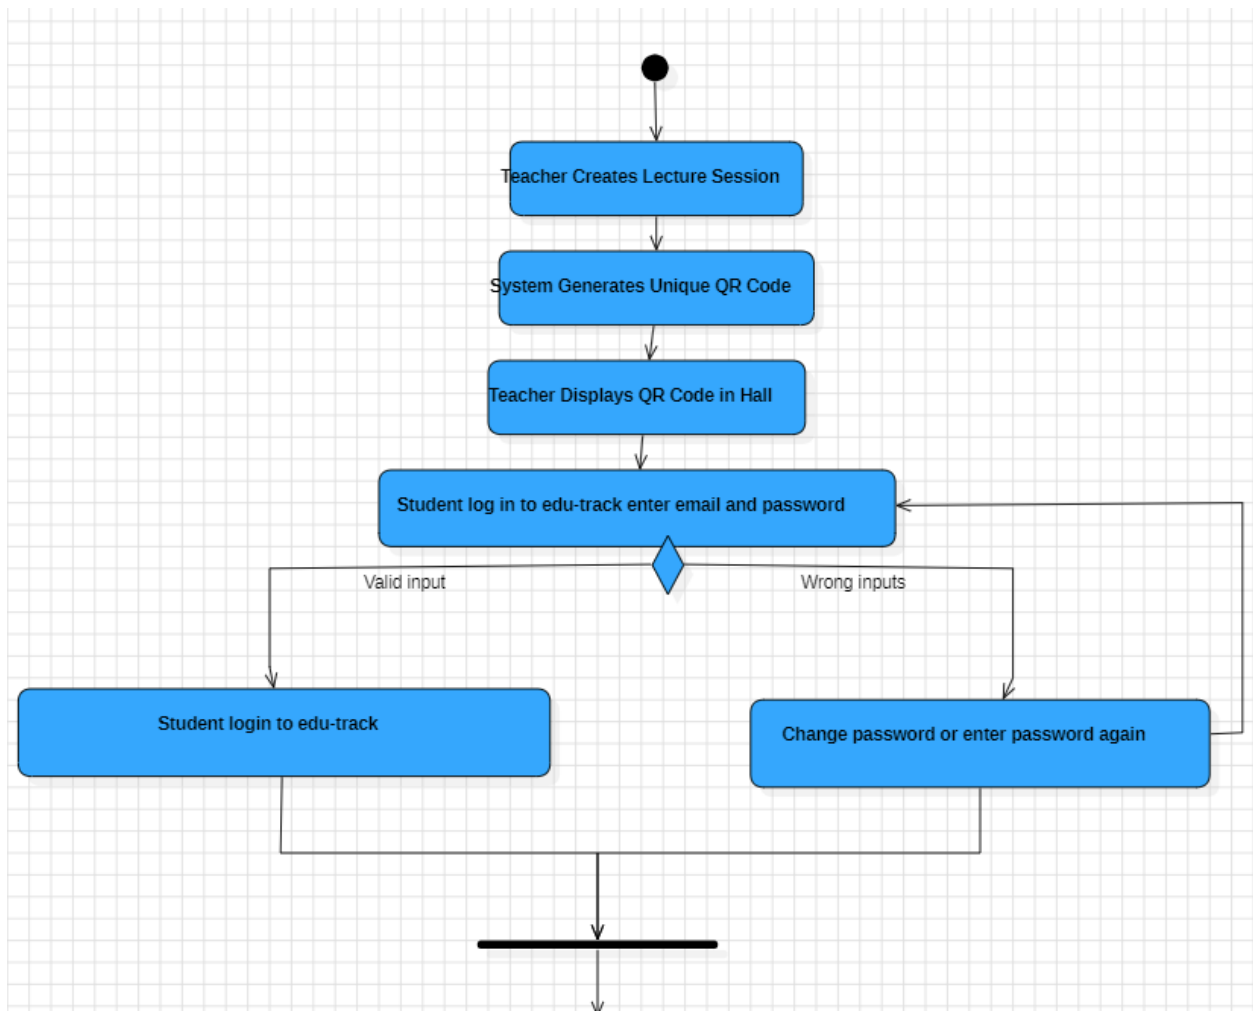 Teacher Creates Lecture Session
System Generates Unique QR Code
Teacher Displays QR Code in Hall
Student log in to edu-track enter email and password
Valid input
Wrong inputs
Student login to edu-track
Change password or enter password again